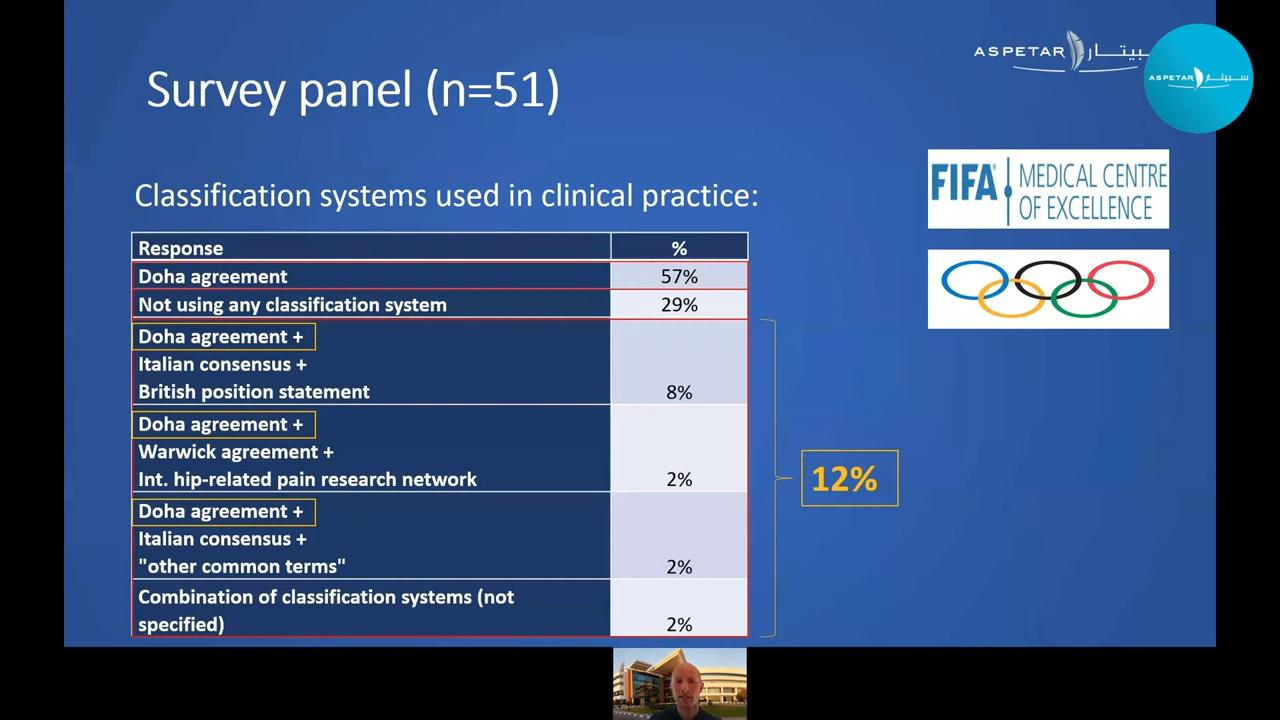 ASPETAR سبيتار
ASPETAR سبيتار
Survey panel (n=51)
FIFA® MEDICAL CENTRE
OF EXCELLENCE
Classification systems used in clinical practice:
Response %
Doha agreement 57%
Not using any classification system 29%
Doha agreement +
Italian consensus +
British position statement 8%
Doha agreement +
Warwick agreement +
Int. hip-related pain research network 2%
Doha agreement +
Italian consensus +
"other common terms" 2%
Combination of classification systems (not
specified) 2%
12%